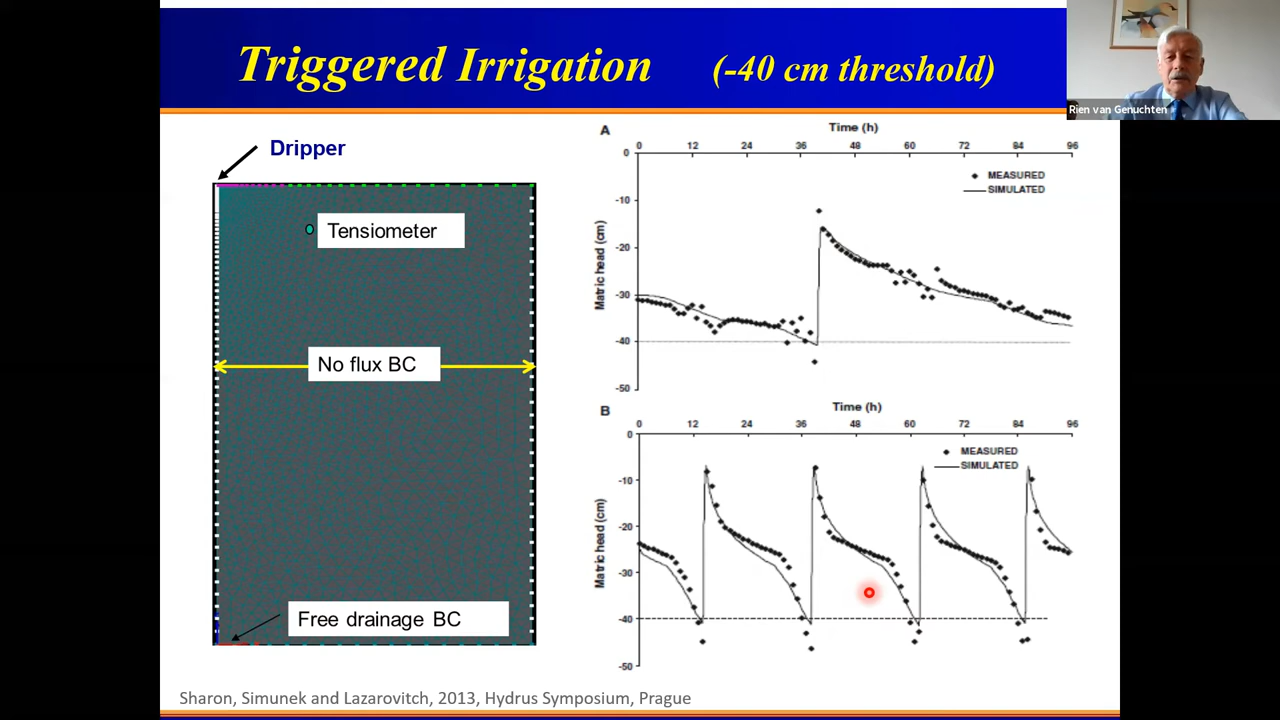 Triggered Irrigation (-40 cm threshold)
Rien van Genuchten
Dripper
Tensiometer
No flux BC
Free drainage BC
A
Time (h)
0 12 24 36 48 60 72 84 96
0
-10
-20
-30
-40
-50
Matric head (cm)
MEASURED
SIMULATED
B
Time (h)
0 12 24 36 48 60 72 84 96
0
-10
-20
-30
-40
-50
Matric head (cm)
MEASURED
SIMULATED
Sharon, Simunek and Lazarovitch, 2013, Hydrus Symposium, Prague